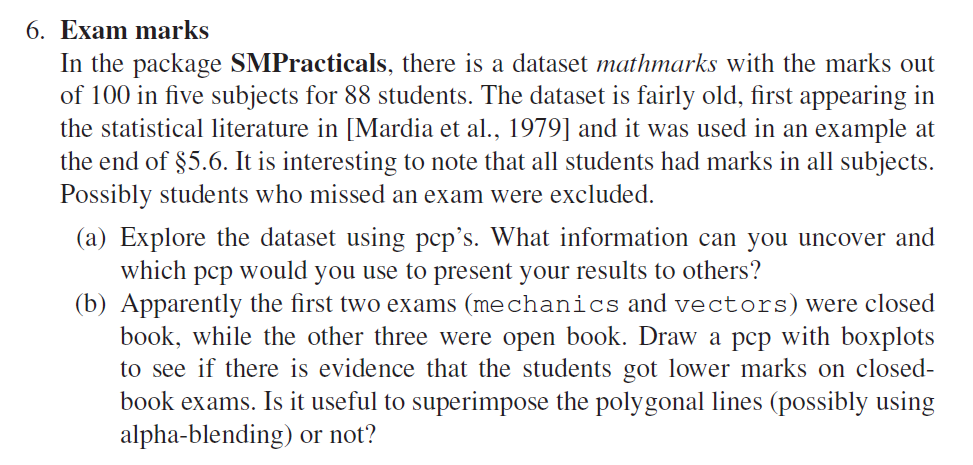 6. Exam marks
In the package SMPracticals, there is a dataset mathmarks with the marks out
of 100 in five subjects for 88 students. The dataset is fairly old, first appearing in
the statistical literature in [Mardia et al., 1979] and it was used in an example at
the end of §5.6. It is interesting to note that all students had marks in all subjects.
Possibly students who missed an exam were excluded.
(a) Explore the dataset using pcp's. What information can you uncover and
which pcp would you use to present your results to others?
(b) Apparently the first two exams (mechanics and vectors) were closed
book, while the other three were open book. Draw a pcp with boxplots
to see if there is evidence that the students got lower marks on closed-
book exams. Is it useful to superimpose the polygonal lines (possibly using
alpha-blending) or not?